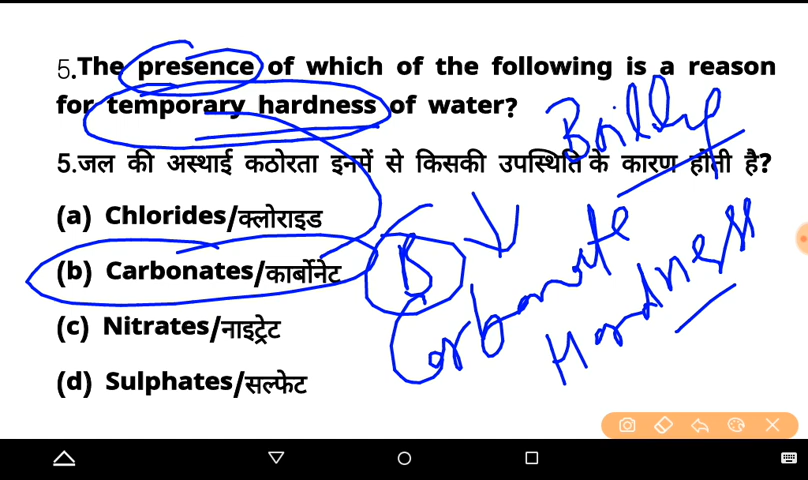 5.The presence of which of the following is a reason
for temporary hardness of water?
5.जल की अस्थाई कठोरता इनमें से किसकी उपस्थिति के कारण होती है?
(a) Chlorides/क्लोराइड
(b) Carbonates/कार्बोनेट
(c) Nitrates/नाइट्रेट
(d) Sulphates/सल्फेट
B
Carbonate
Hardness